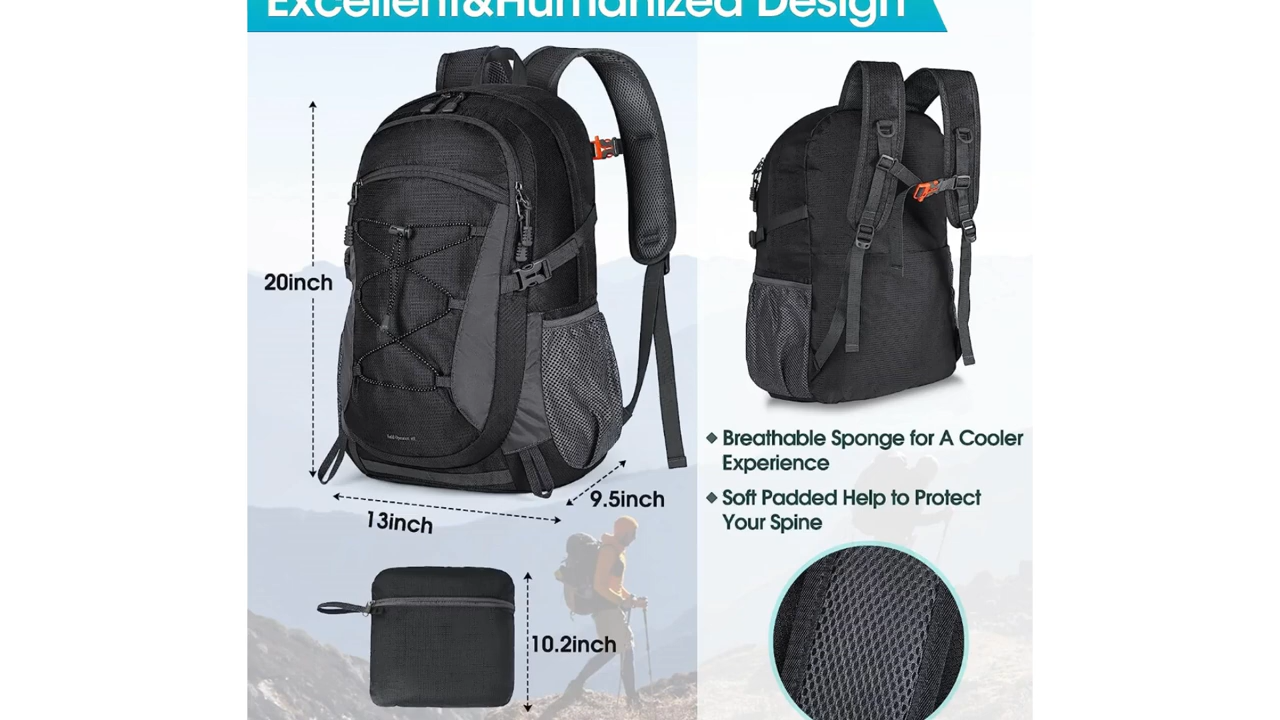 Excellent&Humanized Design
20inch
13inch
9.5inch
10.2inch
❖ Breathable Sponge for A Cooler
Experience
❖ Soft Padded Help to Protect
Your Spine